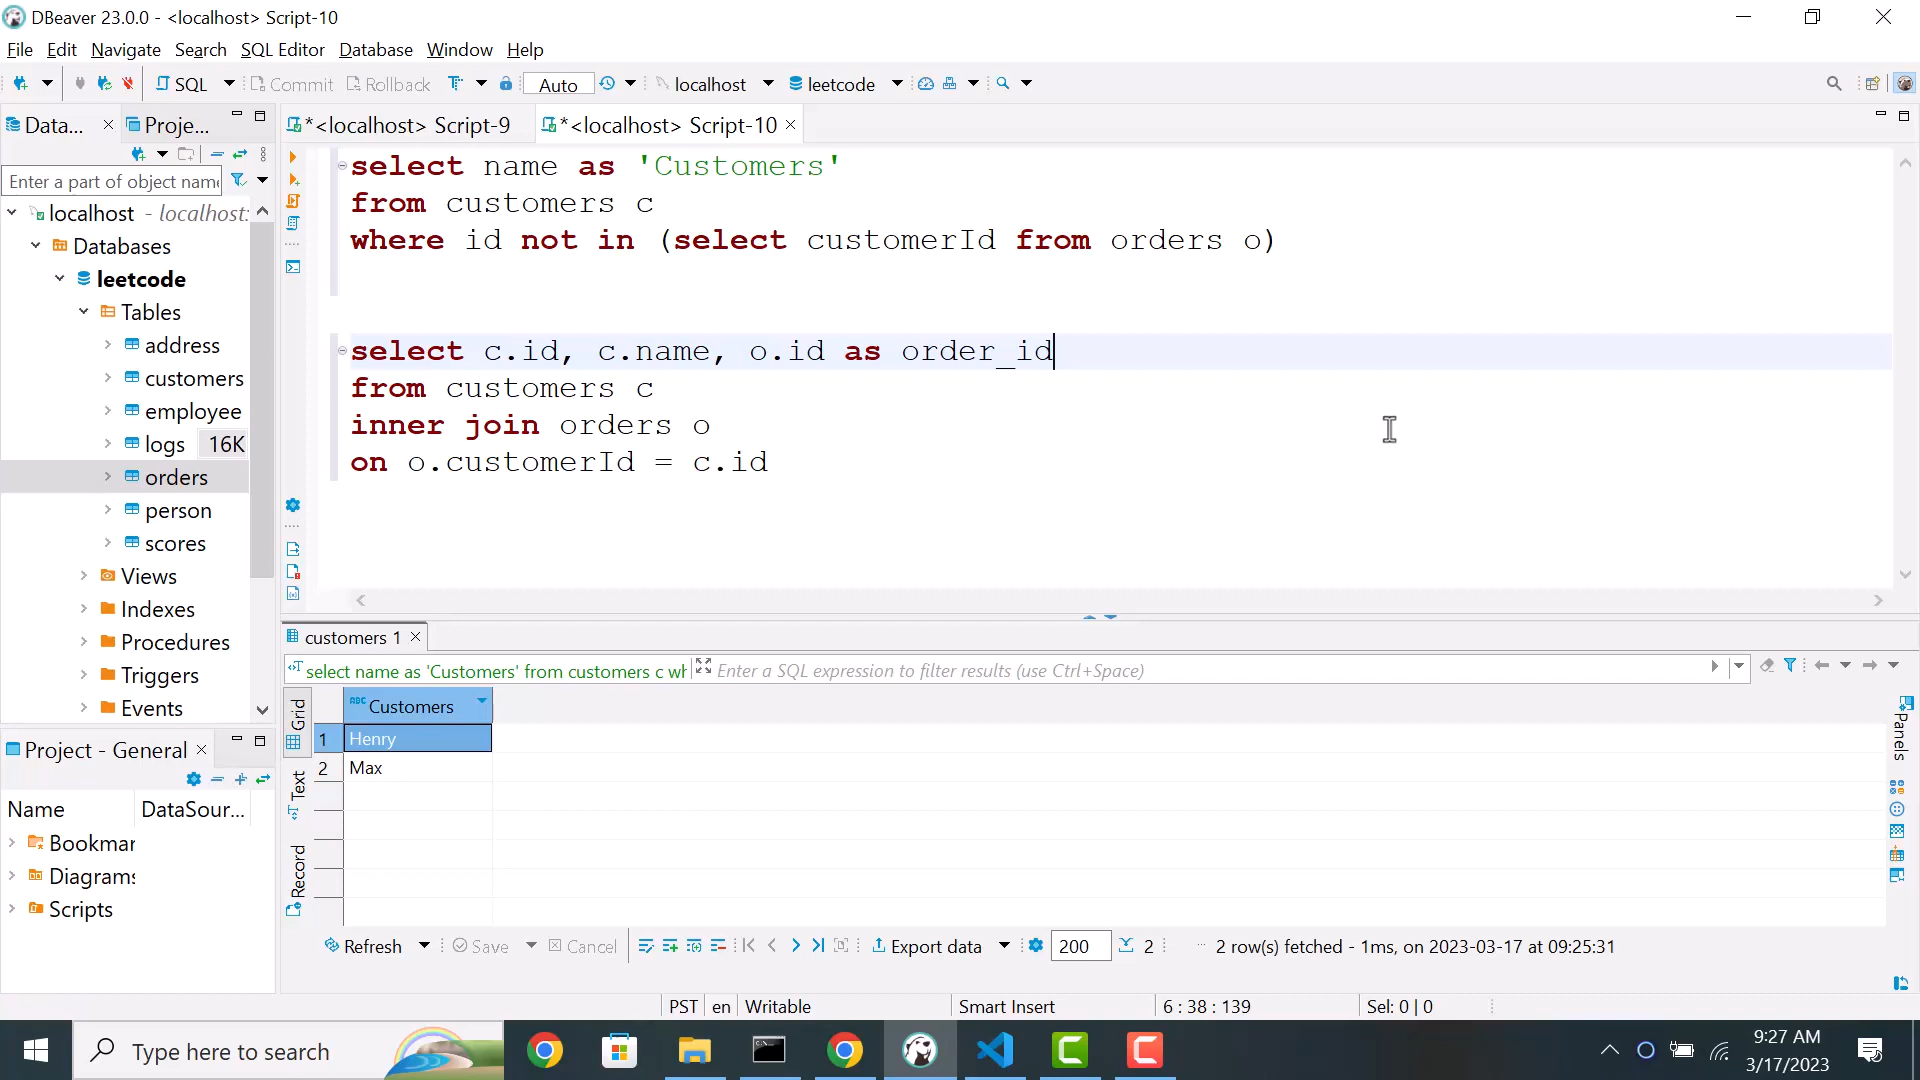 DBeaver 23.0.0 - <localhost> Script-10
File Edit Navigate Search SQL Editor Database Window Help
SQL Commit Rollback Auto localhost leetcode
Data... Proje...
*<localhost> Script-9 *<localhost> Script-10
Enter a part of object name
localhost - localhost:
Databases
leetcode
Tables
address
customers
employee
logs 16K
orders
person
scores
Views
Indexes
Procedures
Triggers
Events
select name as 'Customers'
from customers c
where id not in (select customerId from orders o)
select c.id, c.name, o.id as order_id
from customers c
inner join orders o
on o.customerId = c.id
Project - General
Name DataSour...
Bookmar
Diagrams
Scripts
customers 1
select name as 'Customers' from customers c wh
Enter a SQL expression to filter results (use Ctrl+Space)
Grid
Text
Record
Customers
1 Henry
2 Max
Panels
Refresh Save Cancel Export data 200 2 2 row(s) fetched - 1ms, on 2023-03-17 at 09:25:31
PST en Writable Smart Insert 6 : 38 : 139 Sel: 0 | 0
Type here to search
9:27 AM
3/17/2023